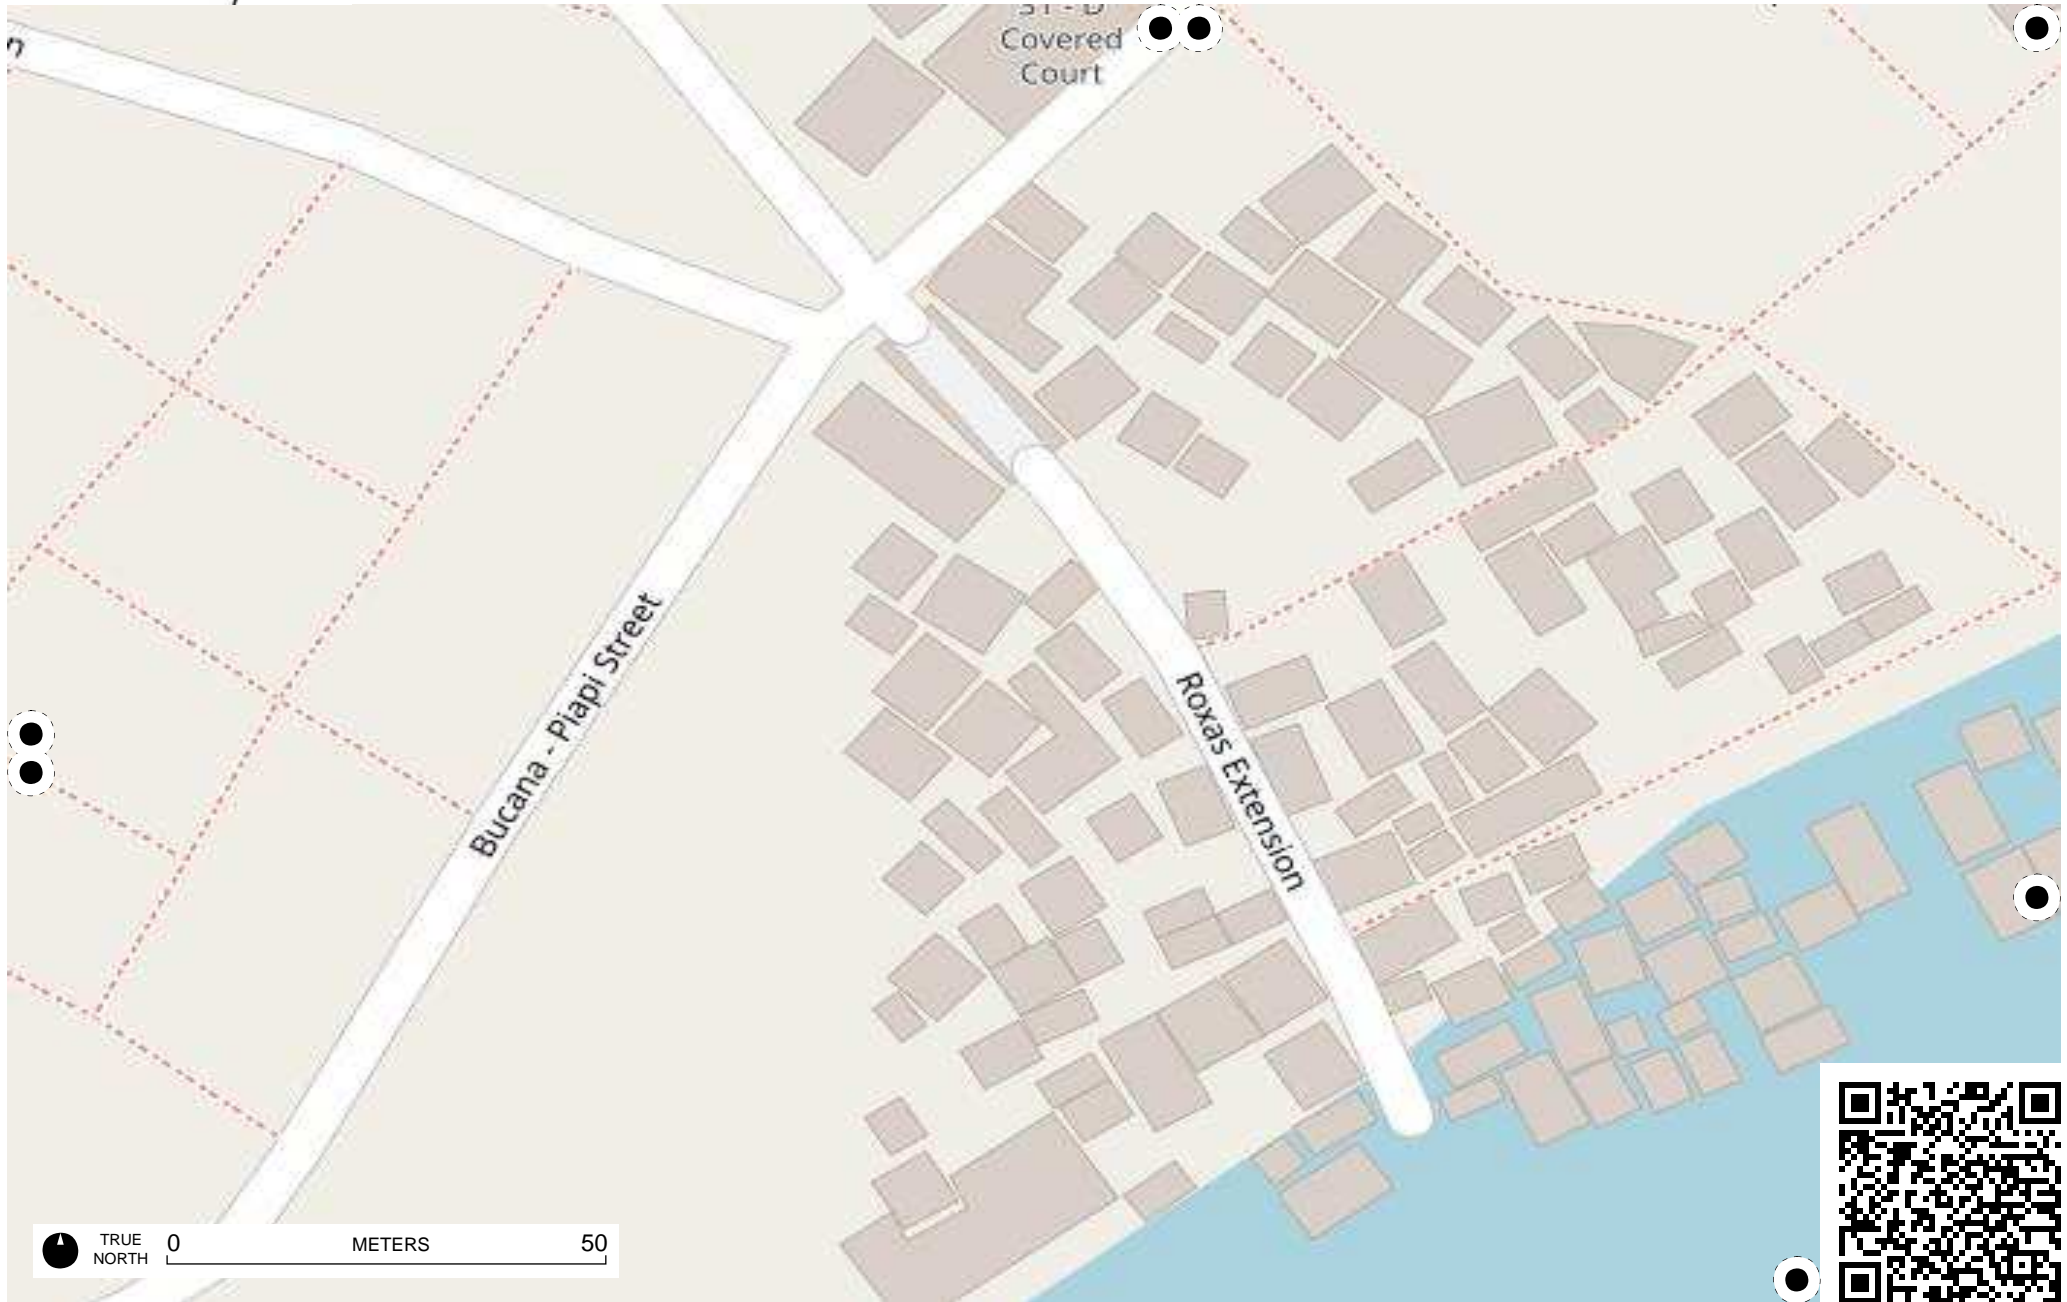 Covered
Court
Bucana - Piapi Street
Roxas Extension
TRUE
NORTH
0
METERS
50